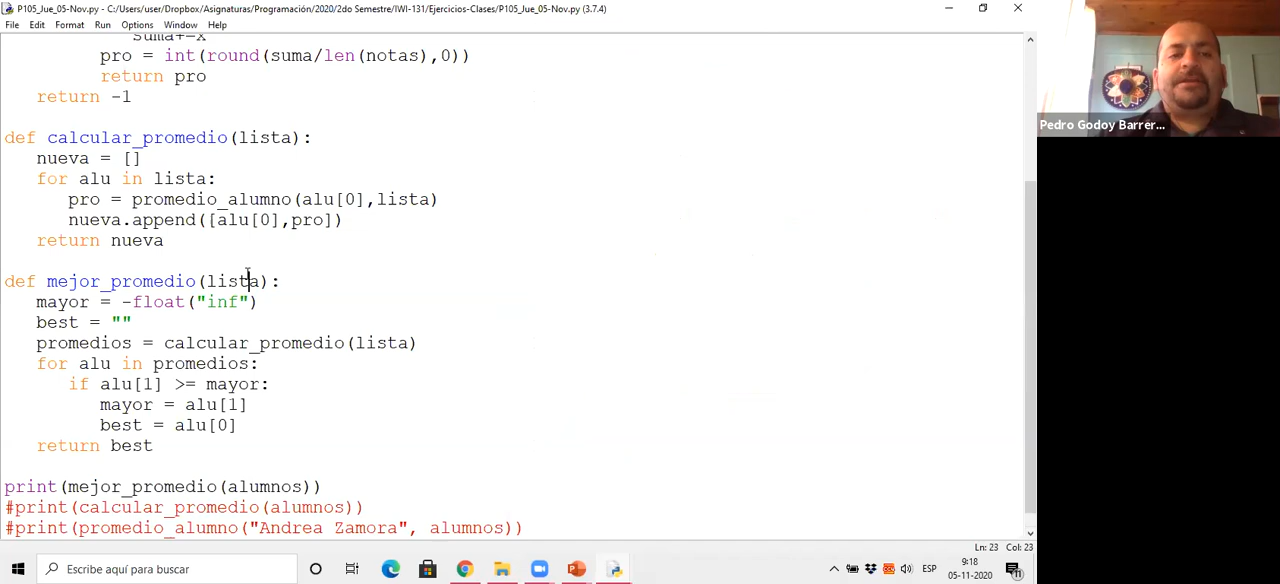 P105_Jue_05-Nov.py - C:/Users/user/Dropbox/Asignaturas/Programación/2020/2do Semestre/IWI-131/Ejercicios-Clases/P105_Jue_05-Nov.py (3.7.4)
File Edit Format Run Options Window Help
suma+=x
pro = int(round(suma/len(notas),0))
return pro
return -1
def calcular_promedio(lista):
nueva = []
for alu in lista:
pro = promedio_alumno(alu[0],lista)
nueva.append([alu[0],pro])
return nueva
def mejor_promedio(lista):
mayor = -float("inf")
best = ""
promedios = calcular_promedio(lista)
for alu in promedios:
if alu[1] >= mayor:
mayor = alu[1]
best = alu[0]
return best
print(mejor_promedio(alumnos))
#print(calcular_promedio(alumnos))
#print(promedio_alumno("Andrea Zamora", alumnos))
Ln: 23 Col: 23
Pedro Godoy Barrer...
Escribe aquí para buscar
ESP
9:18
05-11-2020
11